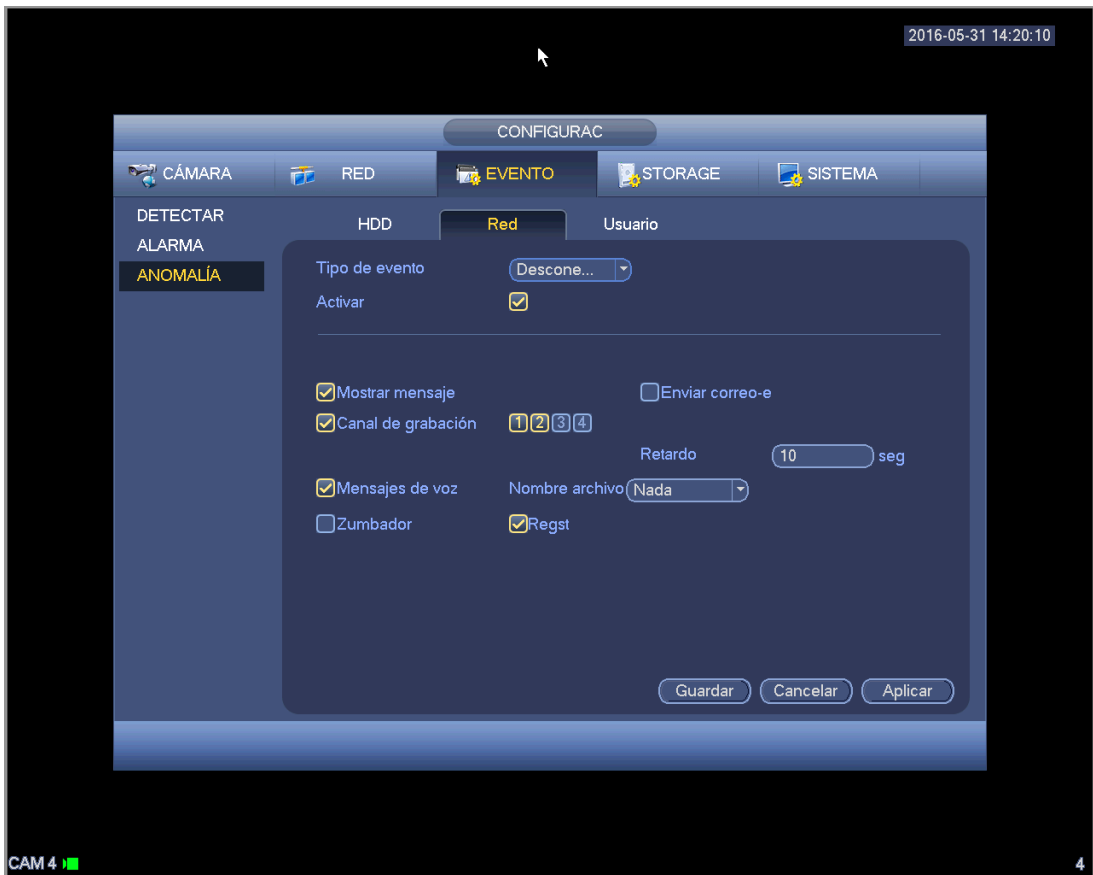 2016-05-31 14:20:10
CONFIGURAC
CÁMARA RED EVENTO STORAGE SISTEMA
DETECTAR
ALARMA
ANOMALÍA
HDD Red Usuario
Tipo de evento Descone...
Activar
Mostrar mensaje Enviar correo-e
Canal de grabación 1 2 3 4
Retardo 10 seg
Mensajes de voz Nombre archivo Nada
Zumbador Regst
Guardar Cancelar Aplicar
CAM 4 4